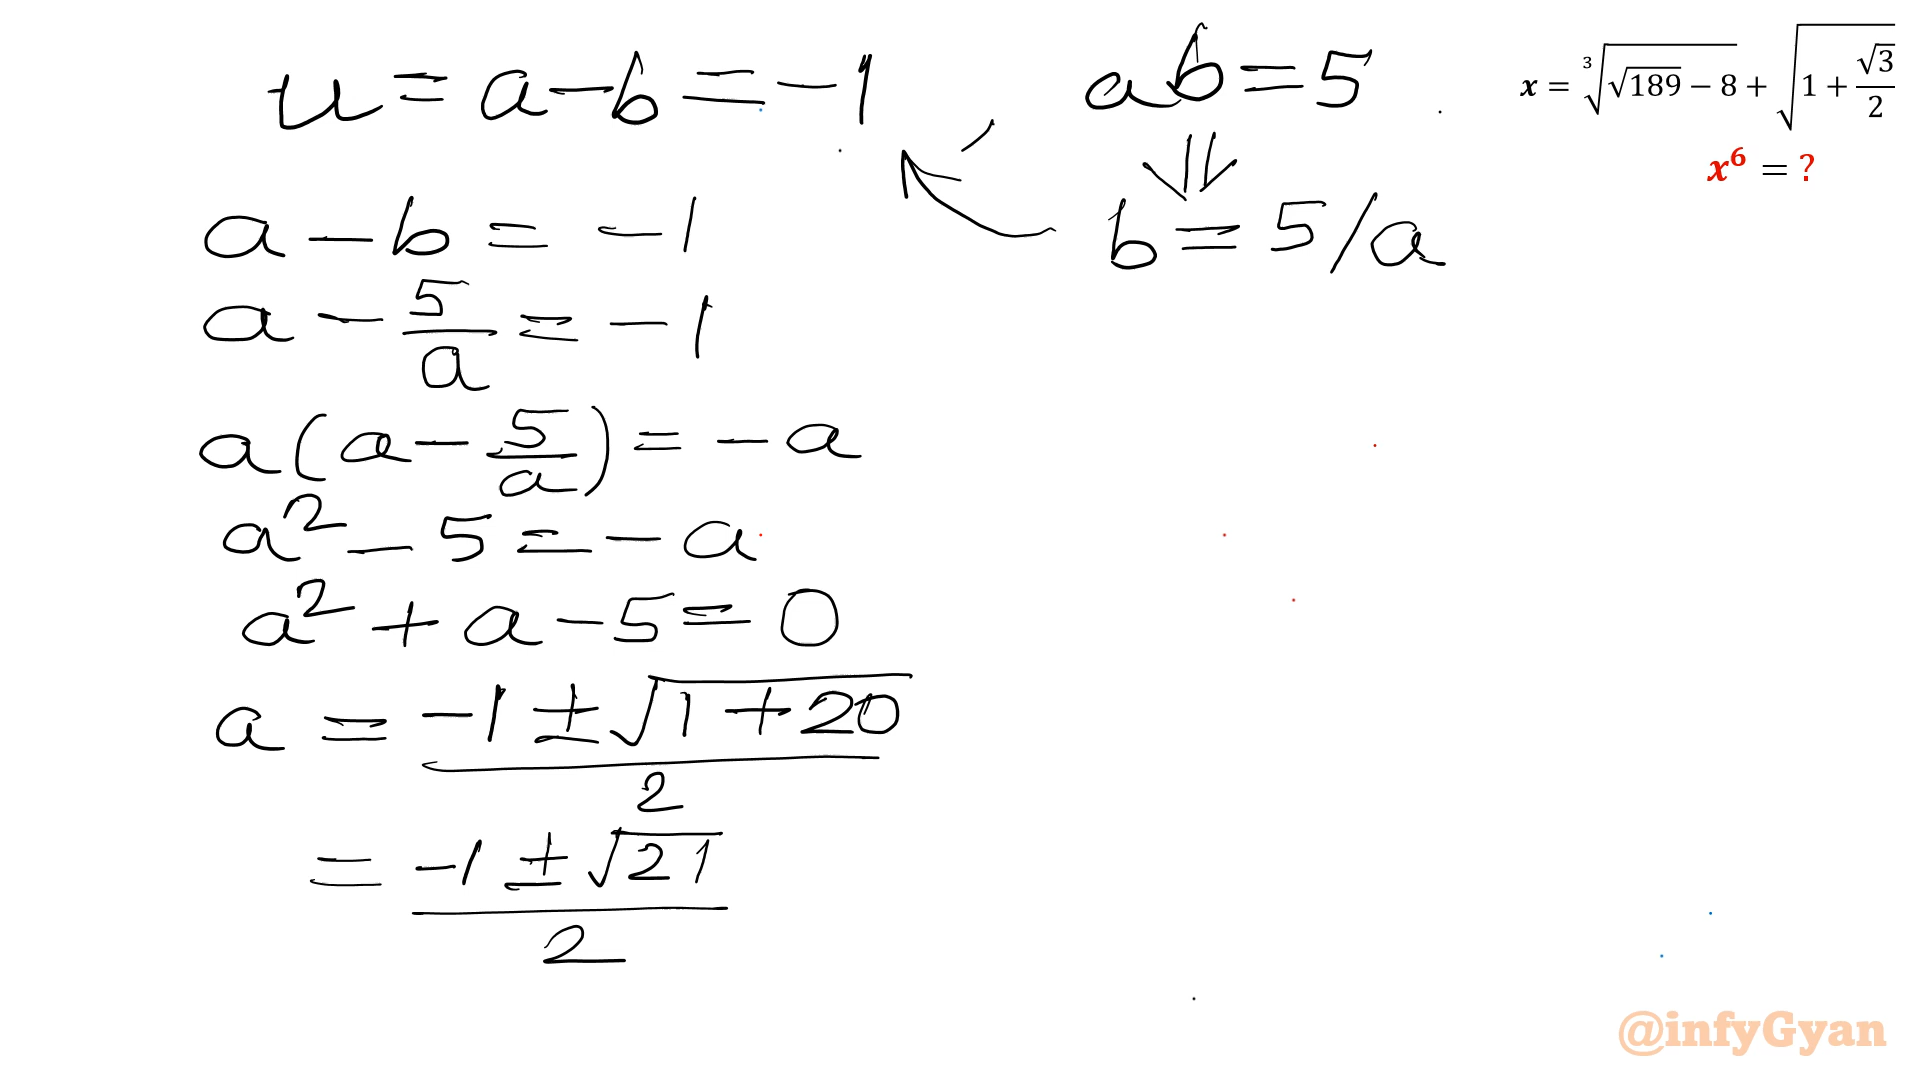 u = a - b = -1
ab = 5
b = 5/a
a - b = -1
a - 5/a = -1
a(a - 5/a) = -a
a² - 5 = -a
a² + a - 5 = 0
a = (-1 ± √(1+20))/2
= (-1 ± √21)/2
x = ∛(√189 − 8) + √(1 + √3/2)
x⁶ = ?
@infyGyan